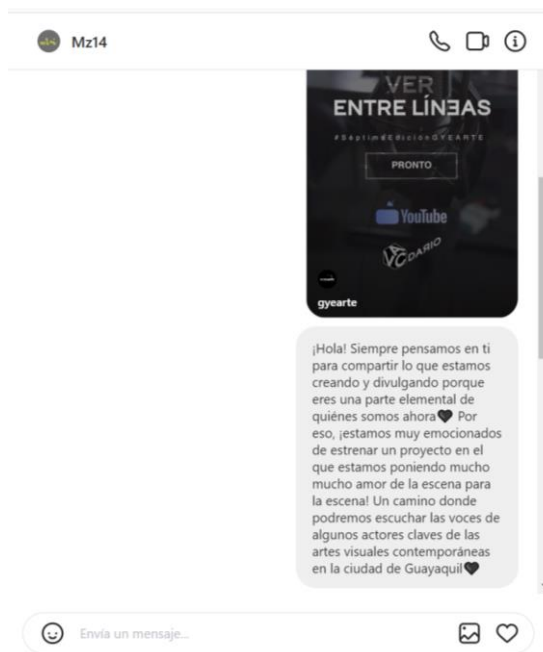 Mz14
VER
ENTRE LÍNƎAS
#SéptimaEdiciónGYEARTE
PRONTO
YouTube
gyearte
¡Hola! Siempre pensamos en ti
para compartir lo que estamos
creando y divulgando porque
eres una parte elemental de
quiénes somos ahora🖤 Por
eso, ¡estamos muy emocionados
de estrenar un proyecto en el
que estamos poniendo mucho
mucho amor de la escena para
la escena! Un camino donde
podremos escuchar las voces de
algunos actores claves de las
artes visuales contemporáneas
en la ciudad de Guayaquil🖤
Envía un mensaje...